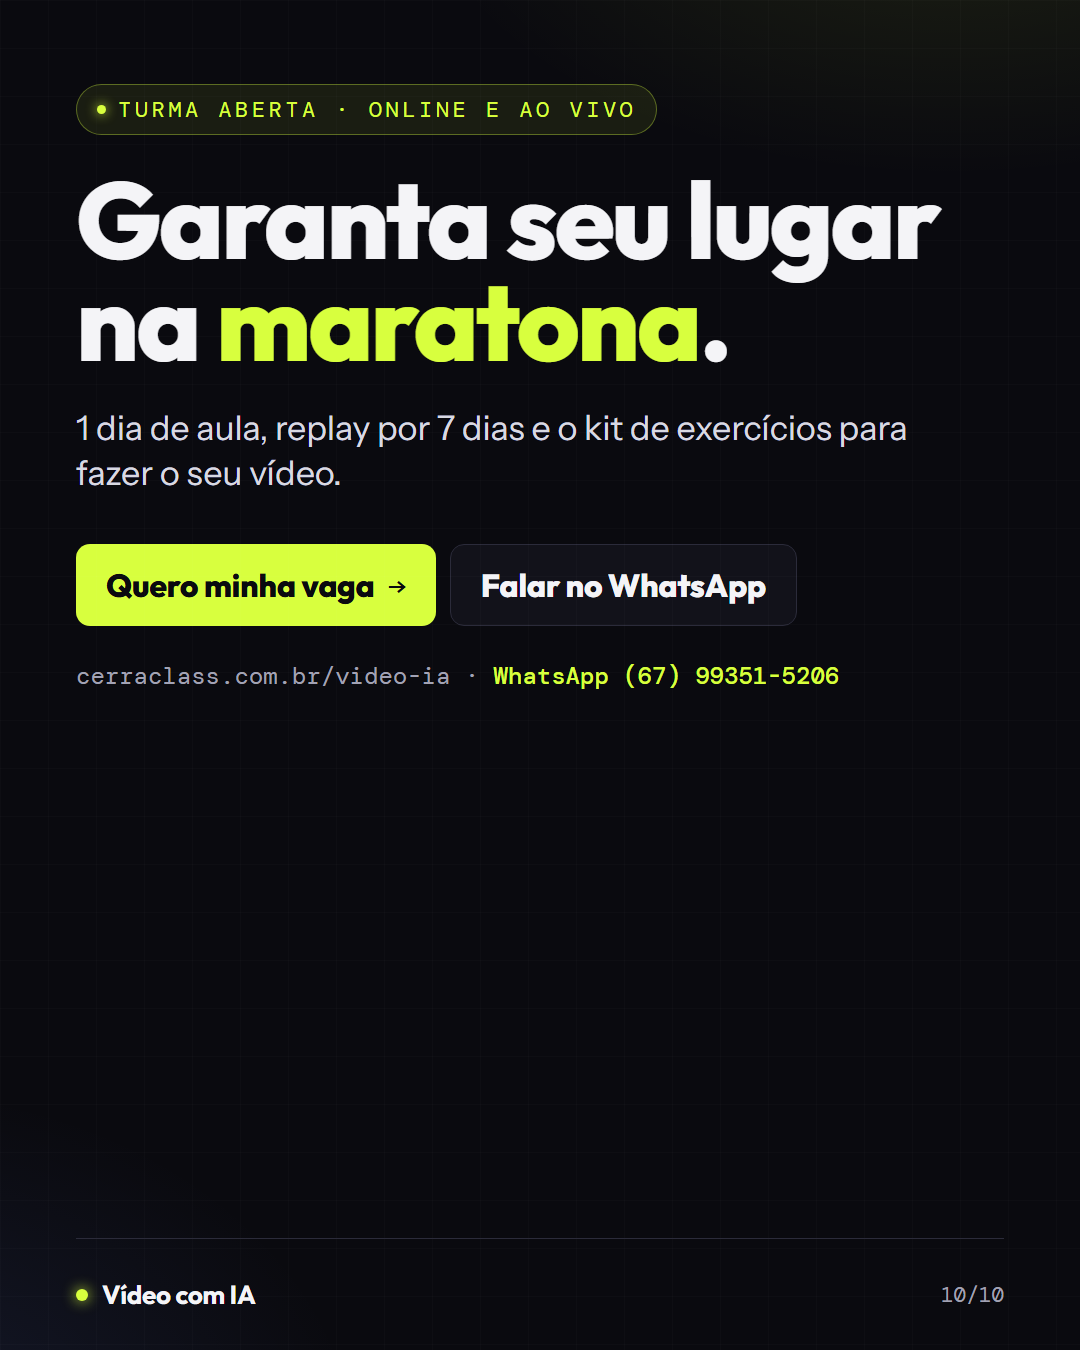 TURMA ABERTA · ONLINE E AO VIVO
Garanta seu lugar
na maratona.
1 dia de aula, replay por 7 dias e o kit de exercícios para
fazer o seu vídeo.
Quero minha vaga →
Falar no WhatsApp
cerraclass.com.br/video-ia · WhatsApp (67) 99351-5206
Vídeo com IA
10/10